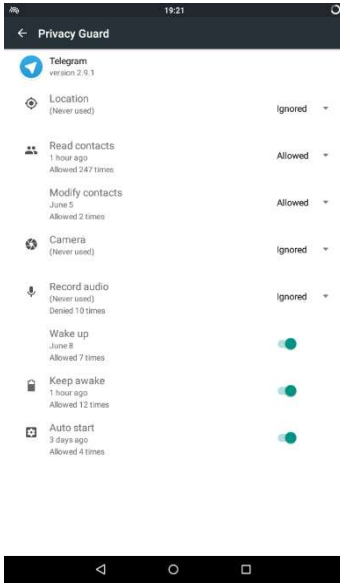 19:21
Privacy Guard
Telegram
version 2.9.1
Location
(Never used)
Ignored
Read contacts
1 hour ago
Allowed 247 times
Allowed
Modify contacts
June 5
Allowed 2 times
Allowed
Camera
(Never used)
Ignored
Record audio
(Never used)
Denied 10 times
Ignored
Wake up
June 8
Allowed 7 times
Keep awake
1 hour ago
Allowed 12 times
Auto start
3 days ago
Allowed 4 times